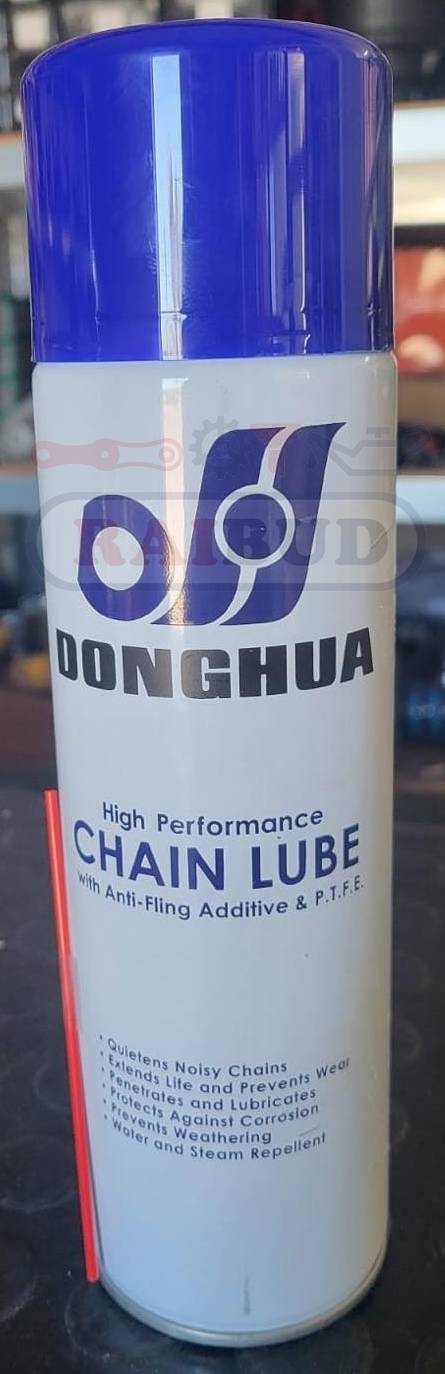 RAIBUD
DONGHUA
High Performance
CHAIN LUBE
with Anti-Fling Additive & P.T.F.E.
• Quietens Noisy Chains
• Extends Life and Prevents Wear
• Penetrates and Lubricates
• Protects Against Corrosion
• Prevents Weathering
• Water and Steam Repellent